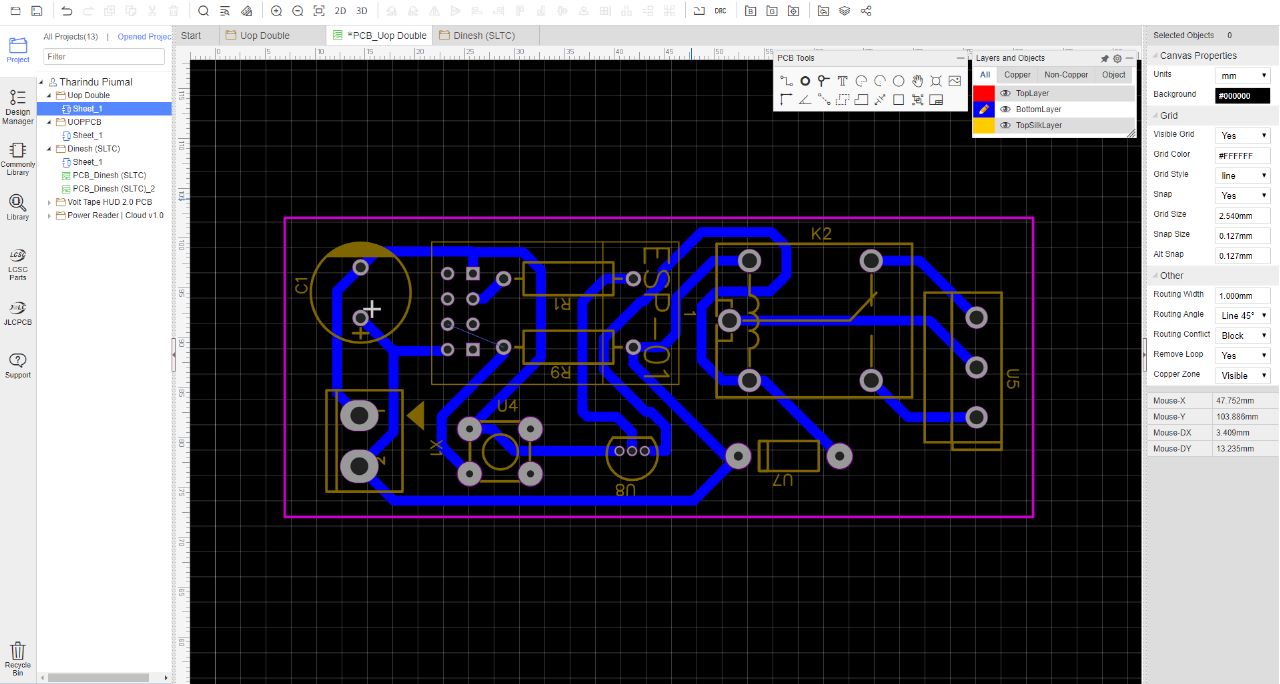 2D 3D DRC
All Projects(13) | Opened Projec
Start
Uop Double
*PCB_Uop Double
Dinesh (SLTC)
Project
Design
Manager
Commonly
Library
Library
LCSC
Parts
JLCPCB
Support
Recycle
Bin
Filter
Tharindu Piumal
Uop Double
Sheet_1
UOPPCB
Sheet_1
Dinesh (SLTC)
Sheet_1
PCB_Dinesh (SLTC)
PCB_Dinesh (SLTC)_2
Volt Tape HUD 2.0 PCB
Power Reader | Cloud v1.0
PCB Tools
Layers and Objects
All Copper Non-Copper Object
TopLayer
BottomLayer
TopSilkLayer
C1
ESP-01
K2
R1
1
R9
U5
U4
1
X1
2
U8
U7
Selected Objects 0
Canvas Properties
Units mm
Background #000000
Grid
Visible Grid Yes
Grid Color #FFFFFF
Grid Style line
Snap Yes
Grid Size 2.540mm
Snap Size 0.127mm
Alt Snap 0.127mm
Other
Routing Width 1.000mm
Routing Angle Line 45°
Routing Conflict Block
Remove Loop Yes
Copper Zone Visible
Mouse-X 47.752mm
Mouse-Y 103.886mm
Mouse-DX 3.409mm
Mouse-DY 13.235mm